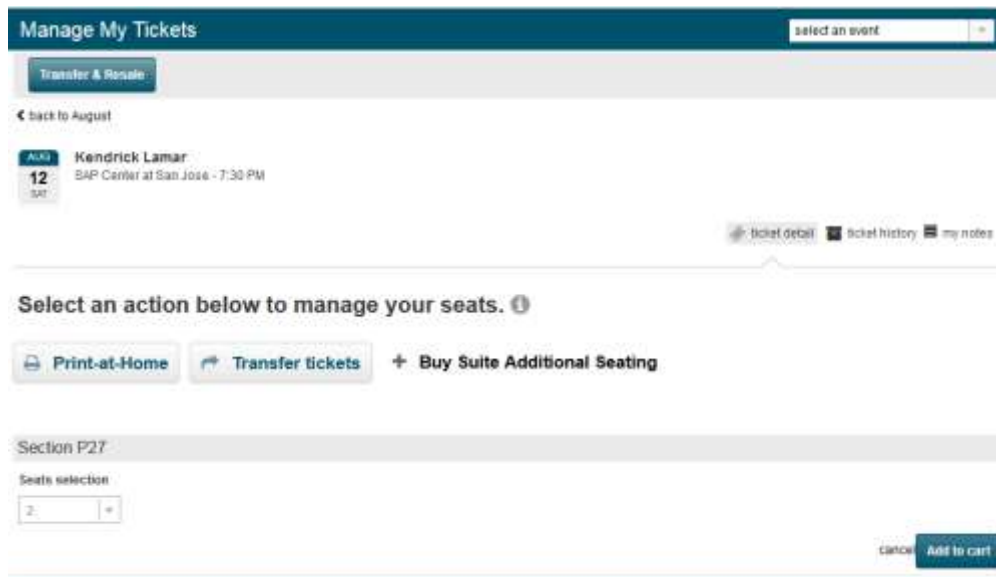 Manage My Tickets
select an event
Transfer & Resale
back to August
AUG
12
SAT
Kendrick Lamar
SAP Center at San Jose - 7:30 PM
ticket detail ticket history my notes
Select an action below to manage your seats.
Print-at-Home Transfer tickets + Buy Suite Additional Seating
Section P27
Seats selection
2
cancel Add to cart